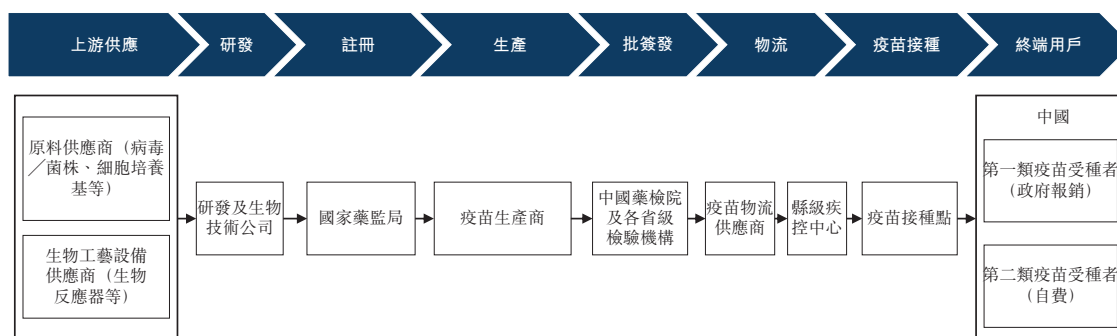 上游供應
研發
註冊
生產
批簽發
物流
疫苗接種
終端用戶
原料供應商（病毒
／菌株、細胞培養
基等）
生物工藝設備
供應商（生物
反應器等）
研發及生物
技術公司
國家藥監局
疫苗生產商
中國藥檢院
及各省級
檢驗機構
疫苗物流
供應商
縣級疾
控中心
疫苗接種點
中國
第一類疫苗受種者
（政府報銷）
第二類疫苗受種者
（自費）